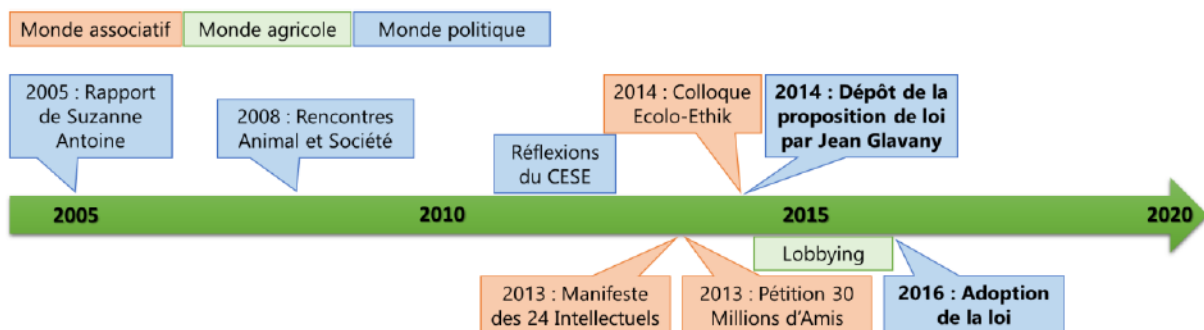 Monde associatif
Monde agricole
Monde politique
2005 : Rapport
de Suzanne
Antoine
2008 : Rencontres
Animal et Société
Réflexions
du CESE
2014 : Colloque
Ecolo-Ethik
2014 : Dépôt de la
proposition de loi
par Jean Glavany
2005
2010
2015
2020
2013 : Manifeste
des 24 Intellectuels
2013 : Pétition 30
Millions d'Amis
Lobbying
2016 : Adoption
de la loi